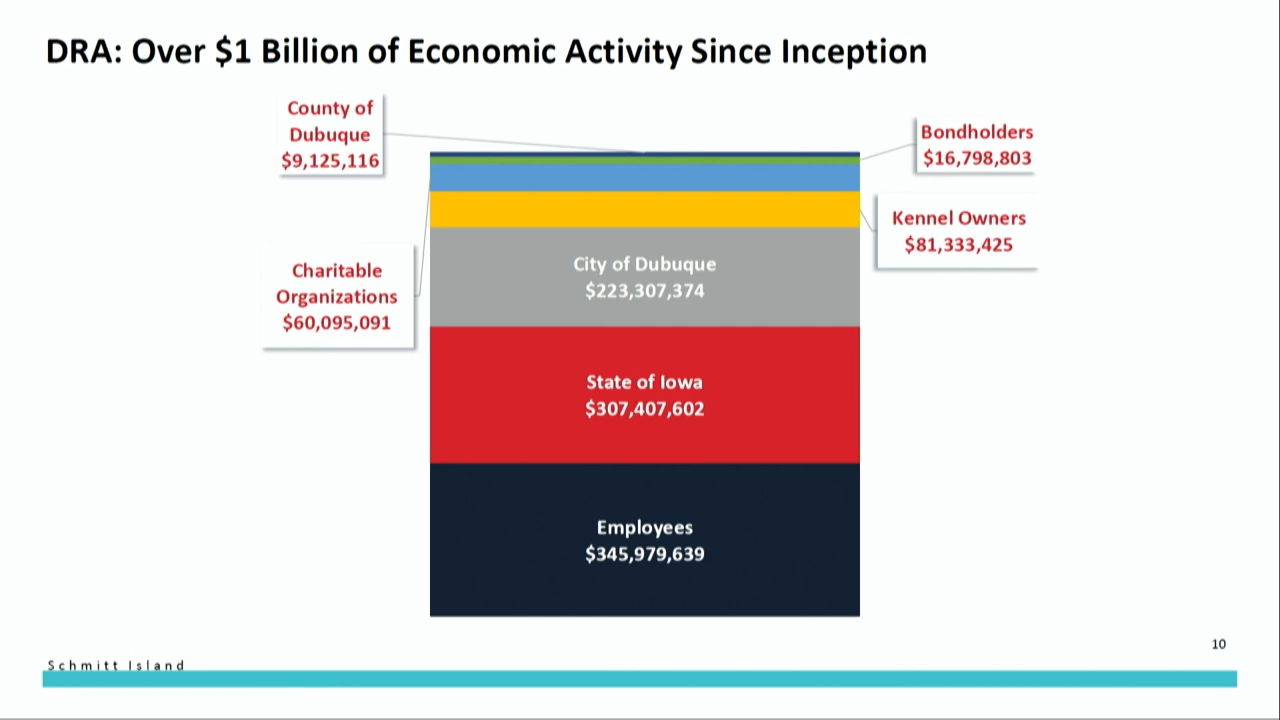 DRA: Over $1 Billion of Economic Activity Since Inception
County of
Dubuque
$9,125,116
Bondholders
$16,798,803
Kennel Owners
$81,333,425
Charitable
Organizations
$60,095,091
City of Dubuque
$223,307,374
State of Iowa
$307,407,602
Employees
$345,979,639
10
Schmitt Island